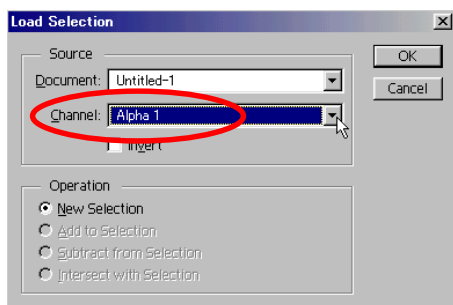 Load Selection
Source
OK
Document: Untitled-1
Cancel
Channel: Alpha 1
Invert
Operation
New Selection
Add to Selection
Subtract from Selection
Intersect with Selection